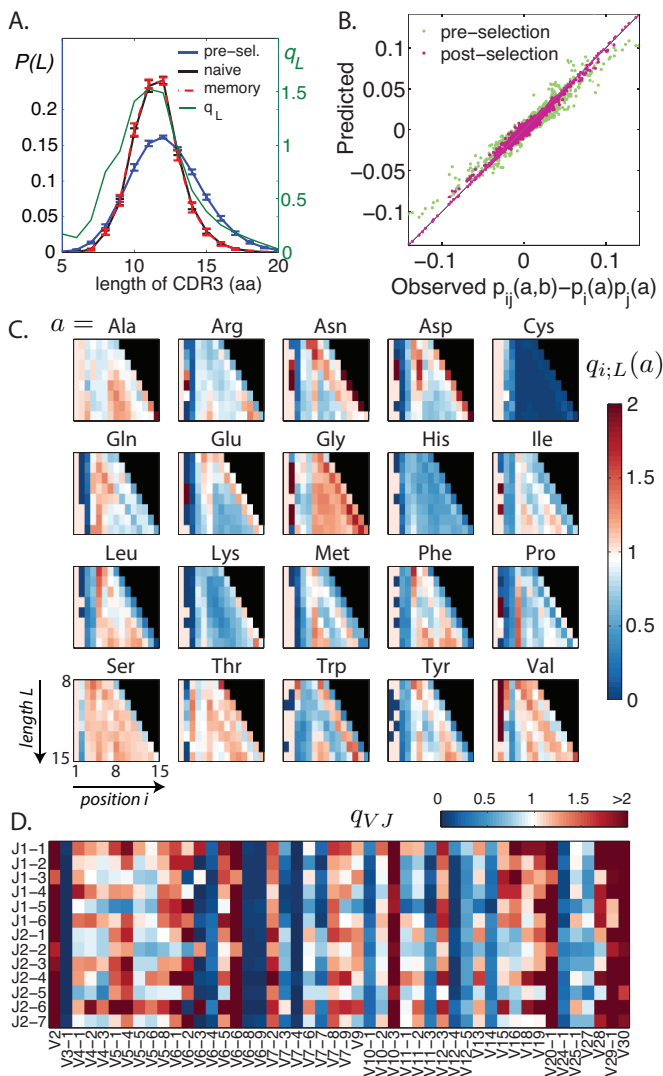 A.
P(L)
q_L
pre-sel.
naive
memory
q_L
0.2
0.15
0.1
0.05
0
1.5
1
0.5
0
5 10 15 20
length of CDR3 (aa)
B.
pre-selection
post-selection
Predicted
0.1
0.05
0
-0.05
-0.1
-0.1 0 0.1
Observed p_ij(a,b)-p_i(a)p_j(a)
C.
a =
Ala Arg Asn Asp Cys
Gln Glu Gly His Ile
Leu Lys Met Phe Pro
Ser Thr Trp Tyr Val
q_i;L(a)
2
1.5
1
0.5
0
length L
8
15
1 8 15
position i
D.
q_VJ
0 0.5 1 1.5 >2
J1-1
J1-2
J1-3
J1-4
J1-5
J1-6
J2-1
J2-2
J2-3
J2-4
J2-5
J2-6
J2-7
V2
V3-1
V4-1
V4-2
V4-3
V5-1
V5-4
V5-5
V5-6
V5-8
V6-1
V6-2
V6-3
V6-4
V6-5
V6-6
V6-8
V6-9
V7-2
V7-3
V7-4
V7-6
V7-7
V7-8
V7-9
V9
V10-1
V10-2
V10-3
V11-1
V11-2
V11-3
V12-3
V12-4
V12-5
V13
V14
V15
V16
V18
V19
V20-1
V24-1
V25-1
V27
V28
V29-1
V30